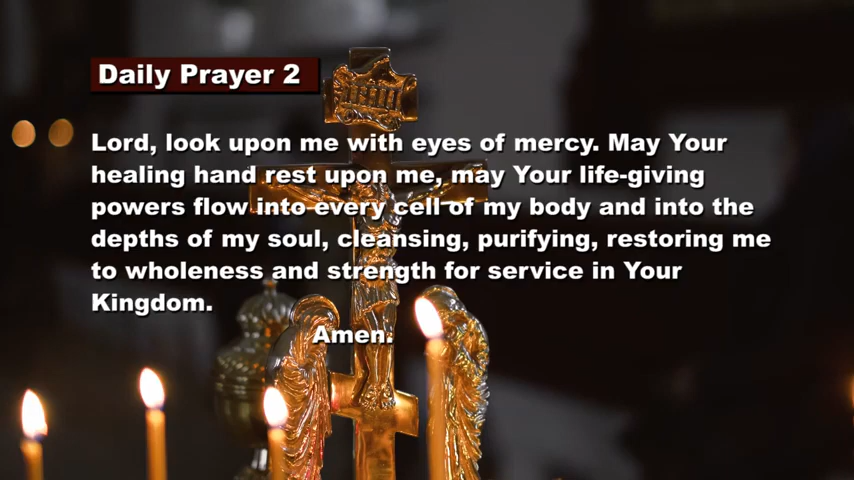 Daily Prayer 2
Lord, look upon me with eyes of mercy. May Your
healing hand rest upon me, may Your life-giving
powers flow into every cell of my body and into the
depths of my soul, cleansing, purifying, restoring me
to wholeness and strength for service in Your
Kingdom.
Amen.